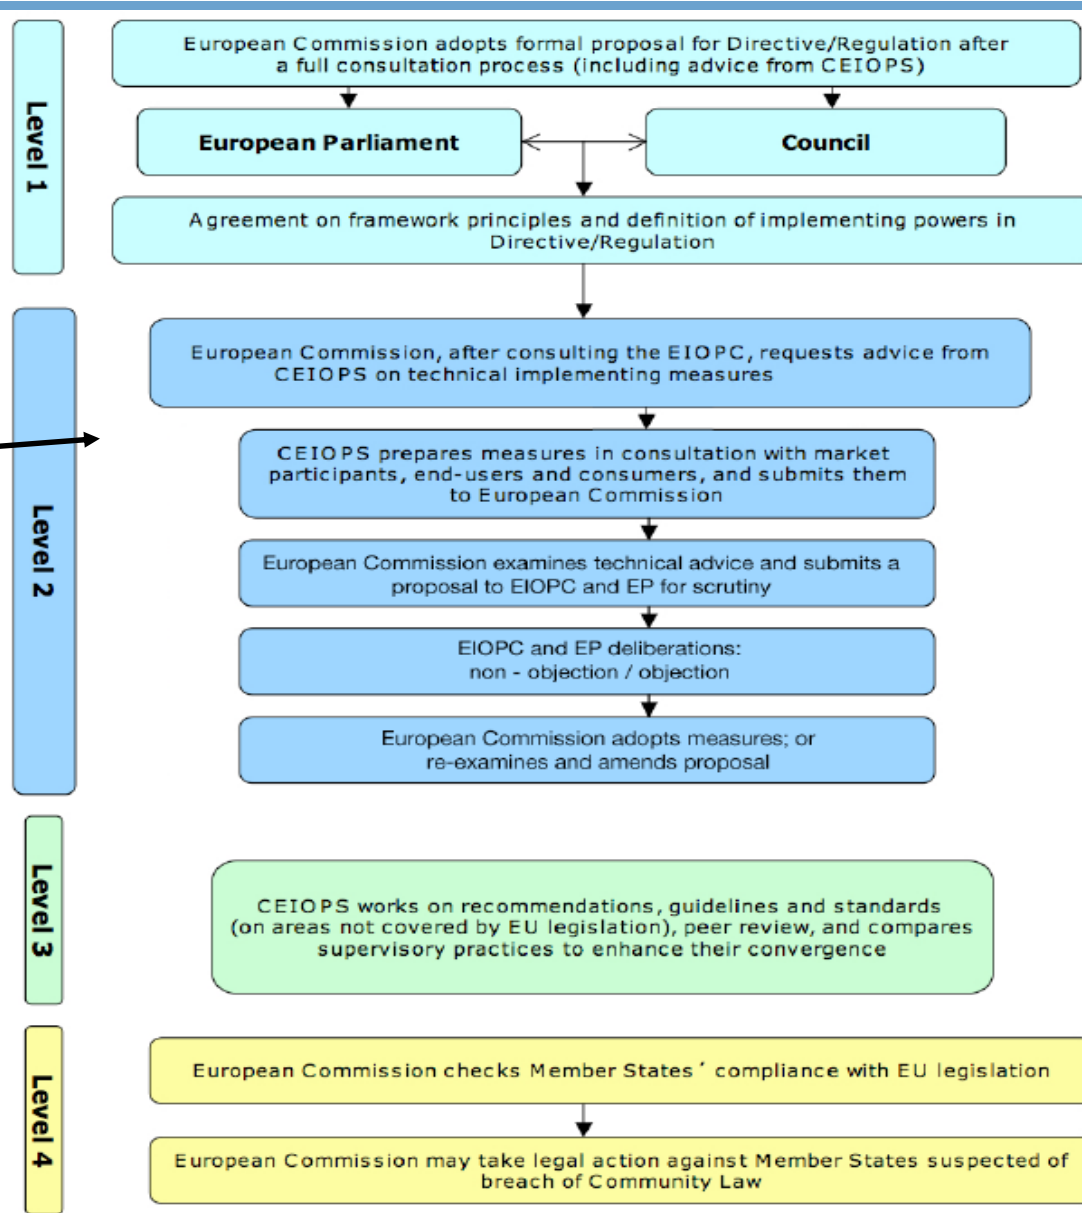 Level 1
European Commission adopts formal proposal for Directive/Regulation after
a full consultation process (including advice from CEIOPS)
European Parliament
Council
Agreement on framework principles and definition of implementing powers in
Directive/Regulation
Level 2
European Commission, after consulting the EIOPC, requests advice from
CEIOPS on technical implementing measures
CEIOPS prepares measures in consultation with market
participants, end-users and consumers, and submits them
to European Commission
European Commission examines technical advice and submits a
proposal to EIOPC and EP for scrutiny
EIOPC and EP deliberations:
non - objection / objection
European Commission adopts measures; or
re-examines and amends proposal
Level 3
CEIOPS works on recommendations, guidelines and standards
(on areas not covered by EU legislation), peer review, and compares
supervisory practices to enhance their convergence
Level 4
European Commission checks Member States´ compliance with EU legislation
European Commission may take legal action against Member States suspected of
breach of Community Law